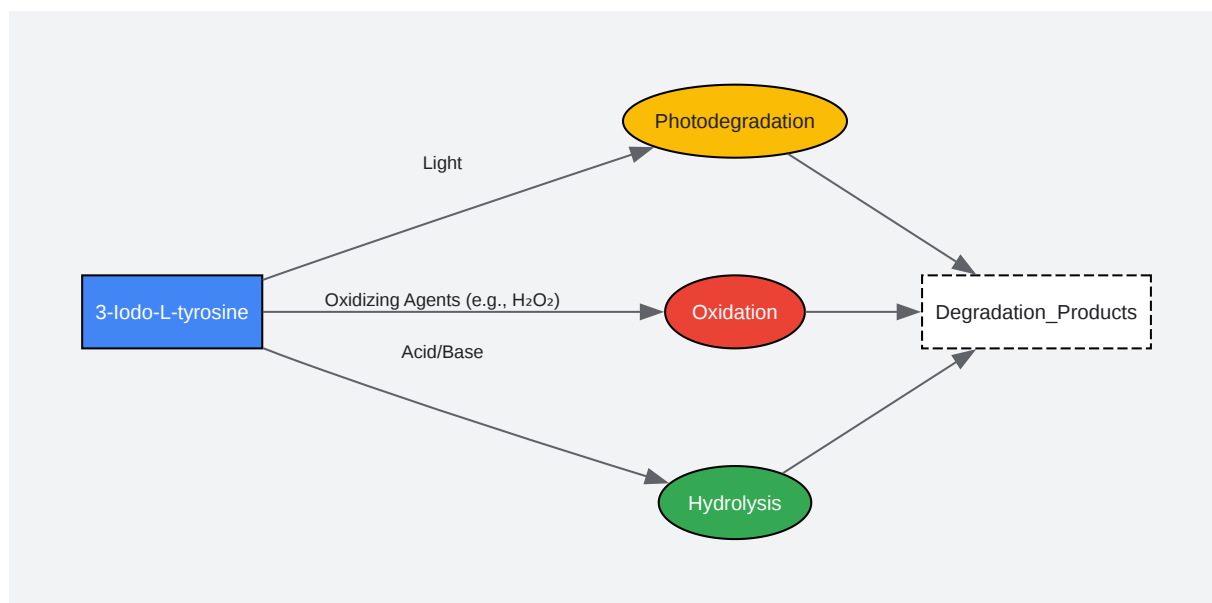 Photodegradation
Light
3-Iodo-L-tyrosine
Oxidizing Agents (e.g., H₂O₂)
Oxidation
Degradation_Products
Acid/Base
Hydrolysis